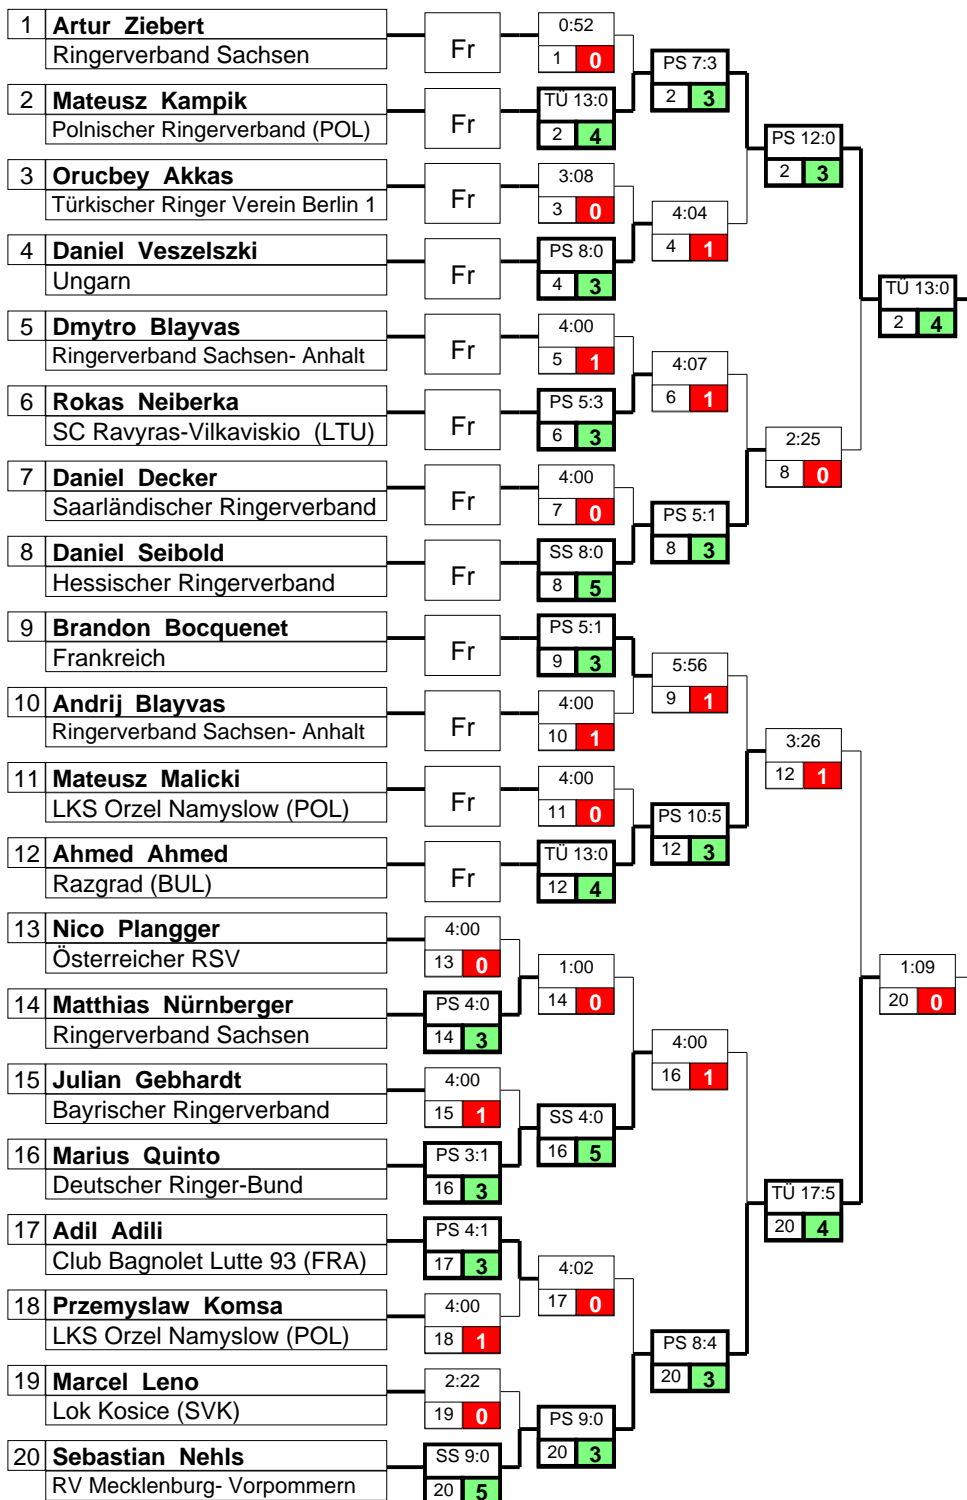 1 Artur Ziebert
Ringerverband Sachsen
Fr
0:52
1 0
PS 7:3
2 3
2 Mateusz Kampik
Polnischer Ringerverband (POL)
Fr
TÜ 13:0
2 4
PS 12:0
2 3
3 Orucbey Akkas
Türkischer Ringer Verein Berlin 1
Fr
3:08
3 0
4:04
4 1
4 Daniel Veszelszki
Ungarn
Fr
PS 8:0
4 3
TÜ 13:0
2 4
5 Dmytro Blayvas
Ringerverband Sachsen- Anhalt
Fr
4:00
5 1
4:07
6 1
6 Rokas Neiberka
SC Ravyras-Vilkaviskio (LTU)
Fr
PS 5:3
6 3
2:25
8 0
7 Daniel Decker
Saarländischer Ringerverband
Fr
4:00
7 0
PS 5:1
8 3
8 Daniel Seibold
Hessischer Ringerverband
Fr
SS 8:0
8 5
9 Brandon Bocquenet
Frankreich
Fr
PS 5:1
9 3
5:56
9 1
10 Andrij Blayvas
Ringerverband Sachsen- Anhalt
Fr
4:00
10 1
3:26
12 1
11 Mateusz Malicki
LKS Orzel Namyslow (POL)
Fr
4:00
11 0
PS 10:5
12 3
12 Ahmed Ahmed
Razgrad (BUL)
Fr
TÜ 13:0
12 4
13 Nico Plangger
Österreicher RSV
4:00
13 0
1:00
14 0
1:09
20 0
14 Matthias Nürnberger
Ringerverband Sachsen
PS 4:0
14 3
4:00
16 1
15 Julian Gebhardt
Bayrischer Ringerverband
4:00
15 1
SS 4:0
16 5
16 Marius Quinto
Deutscher Ringer-Bund
PS 3:1
16 3
TÜ 17:5
20 4
17 Adil Adili
Club Bagnolet Lutte 93 (FRA)
PS 4:1
17 3
4:02
17 0
18 Przemyslaw Komsa
LKS Orzel Namyslow (POL)
4:00
18 1
PS 8:4
20 3
19 Marcel Leno
Lok Kosice (SVK)
2:22
19 0
PS 9:0
20 3
20 Sebastian Nehls
RV Mecklenburg- Vorpommern
SS 9:0
20 5